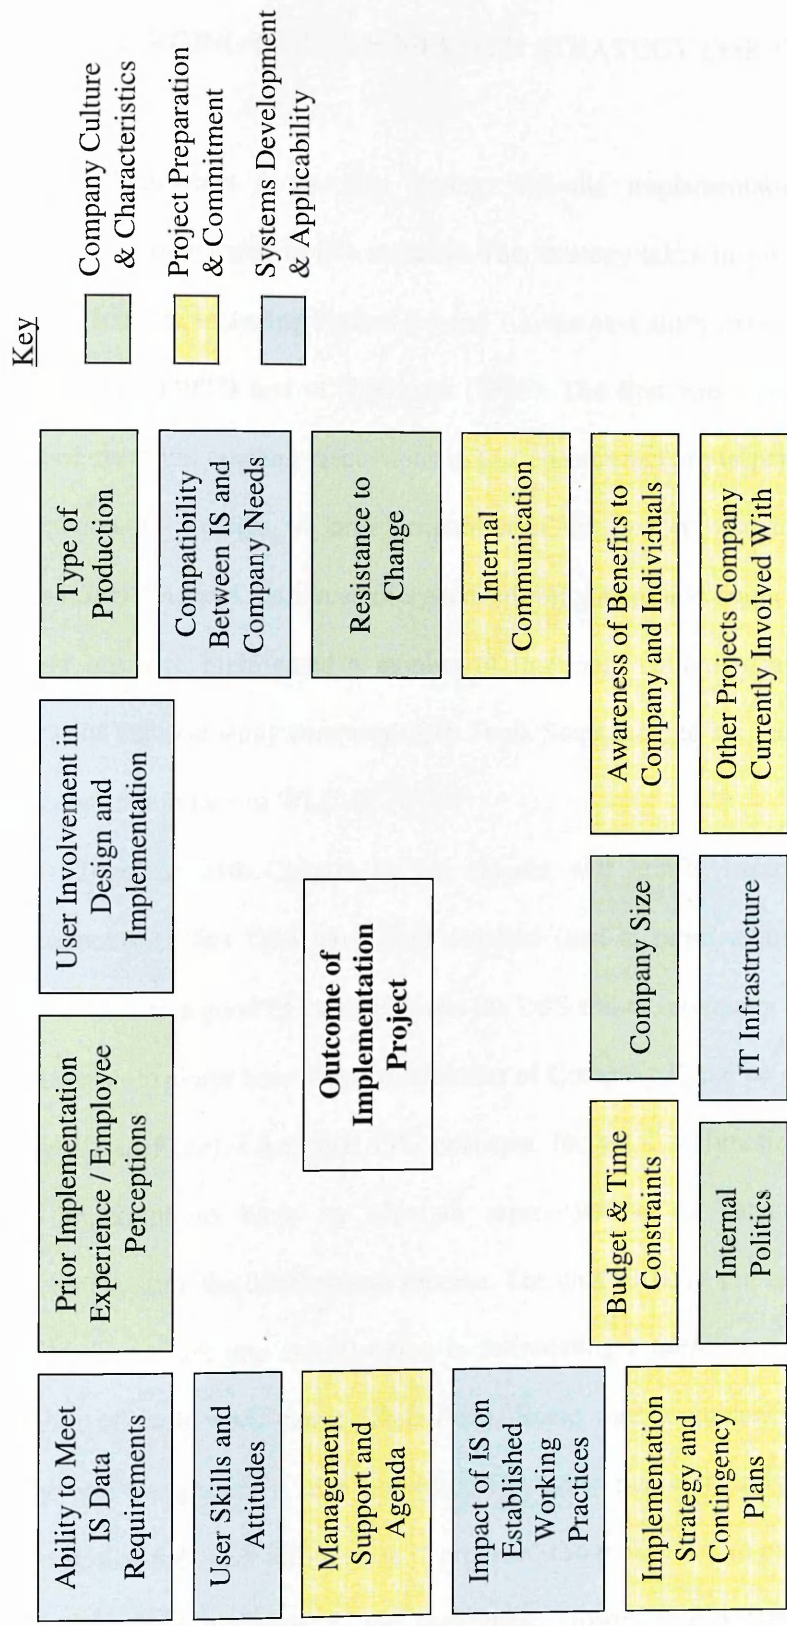 Key
Company Culture
& Characteristics
Project Preparation
& Commitment
Systems Development
& Applicability
Ability to Meet
IS Data
Requirements
Prior Implementation
Experience / Employee
Perceptions
User Involvement in
Design and
Implementation
Type of
Production
User Skills and
Attitudes
Compatibility
Between IS and
Company Needs
Management
Support and
Agenda
Outcome of
Implementation
Project
Resistance to
Change
Impact of IS on
Established
Working
Practices
Internal
Communication
Implementation
Strategy and
Contingency
Plans
Budget & Time
Constraints
Company Size
Awareness of Benefits to
Company and Individuals
Internal
Politics
IT Infrastructure
Other Projects Company
Currently Involved With